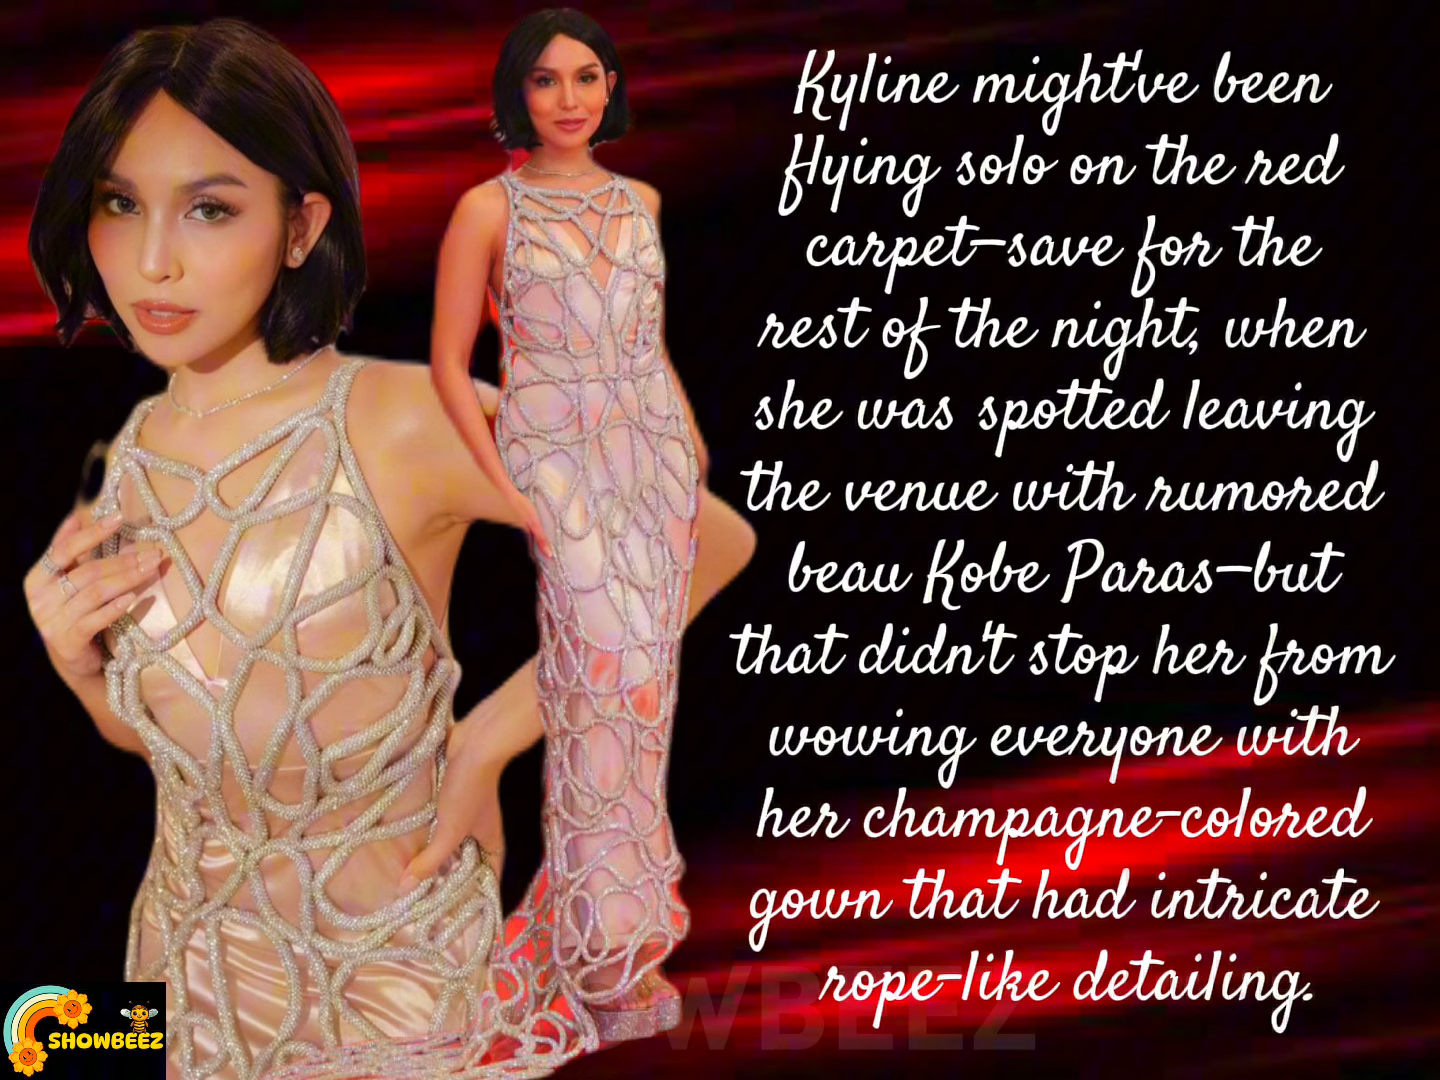 Kyline might've been
flying solo on the red
carpet—save for the
rest of the night, when
she was spotted leaving
the venue with rumored
beau Kobe Paras—but
that didn't stop her from
wowing everyone with
her champagne-colored
gown that had intricate
rope-like detailing.
SHOWBEEZ
WBEEZ